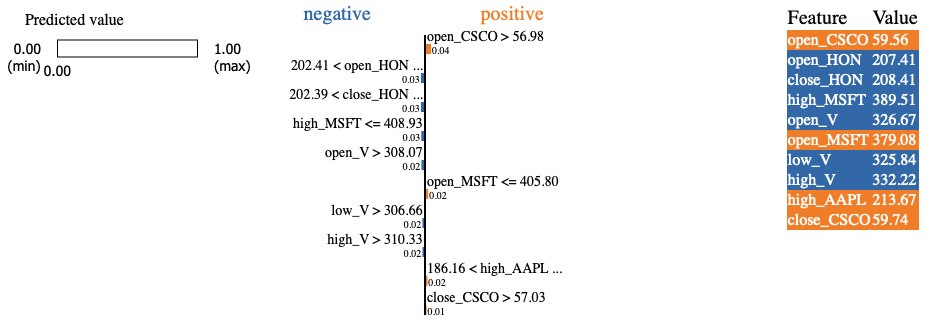 Predicted value
0.00
(min)
0.00
1.00
(max)
negative
positive
open_CSCO > 56.98
0.04
202.41 < open_HON ...
0.03
202.39 < close_HON ...
0.03
high_MSFT <= 408.93
0.03
open_V > 308.07
0.02
open_MSFT <= 405.80
0.02
low_V > 306.66
0.02
high_V > 310.33
0.02
186.16 < high_AAPL ...
0.02
close_CSCO > 57.03
0.01
Feature Value
open_CSCO 59.56
open_HON 207.41
close_HON 208.41
high_MSFT 389.51
open_V 326.67
open_MSFT 379.08
low_V 325.84
high_V 332.22
high_AAPL 213.67
close_CSCO 59.74